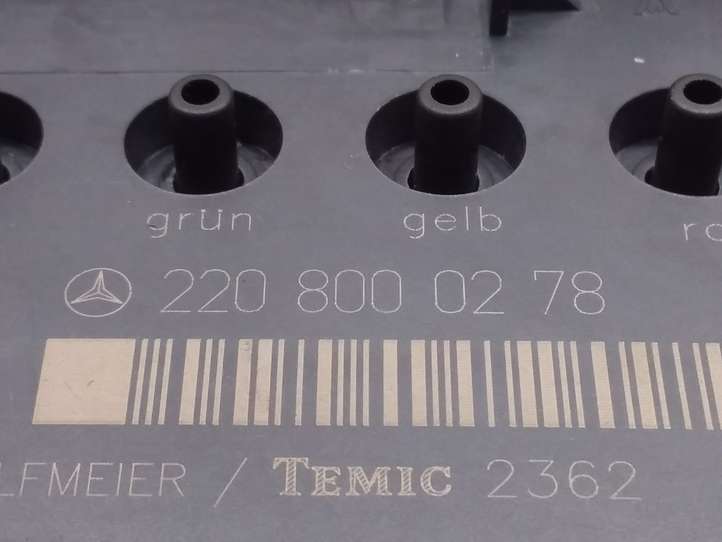 grün gelb
220 800 02 78
LFMEIER / TEMIC 2362